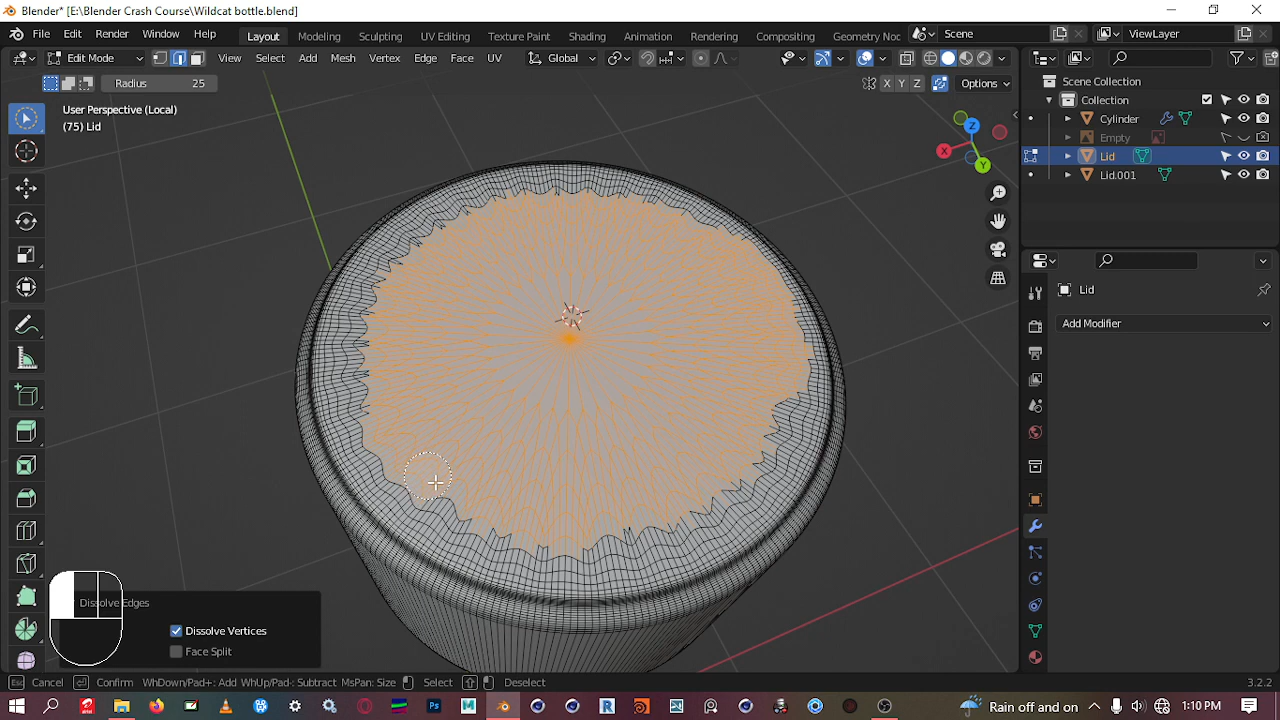 Blender* [E:\Blender Crash Course\Wildcat bottle.blend]
File Edit Render Window Help Layout Modeling Sculpting UV Editing Texture Paint Shading Animation Rendering Compositing Geometry Noc Scene ViewLayer
Edit Mode View Select Add Mesh Vertex Edge Face UV Global
Radius 25 X Y Z Options
User Perspective (Local)
(75) Lid
Z
X
Y
Scene Collection
Collection
Cylinder
Empty
Lid
Lid.001
Lid
Add Modifier
Dissolve Edges
Dissolve Vertices
Face Split
Esc Cancel Confirm WhDown/Pad+: Add WhUp/Pad-: Subtract MsPan: Size Select Deselect 3.2.2
Rain off and on 1:10 PM